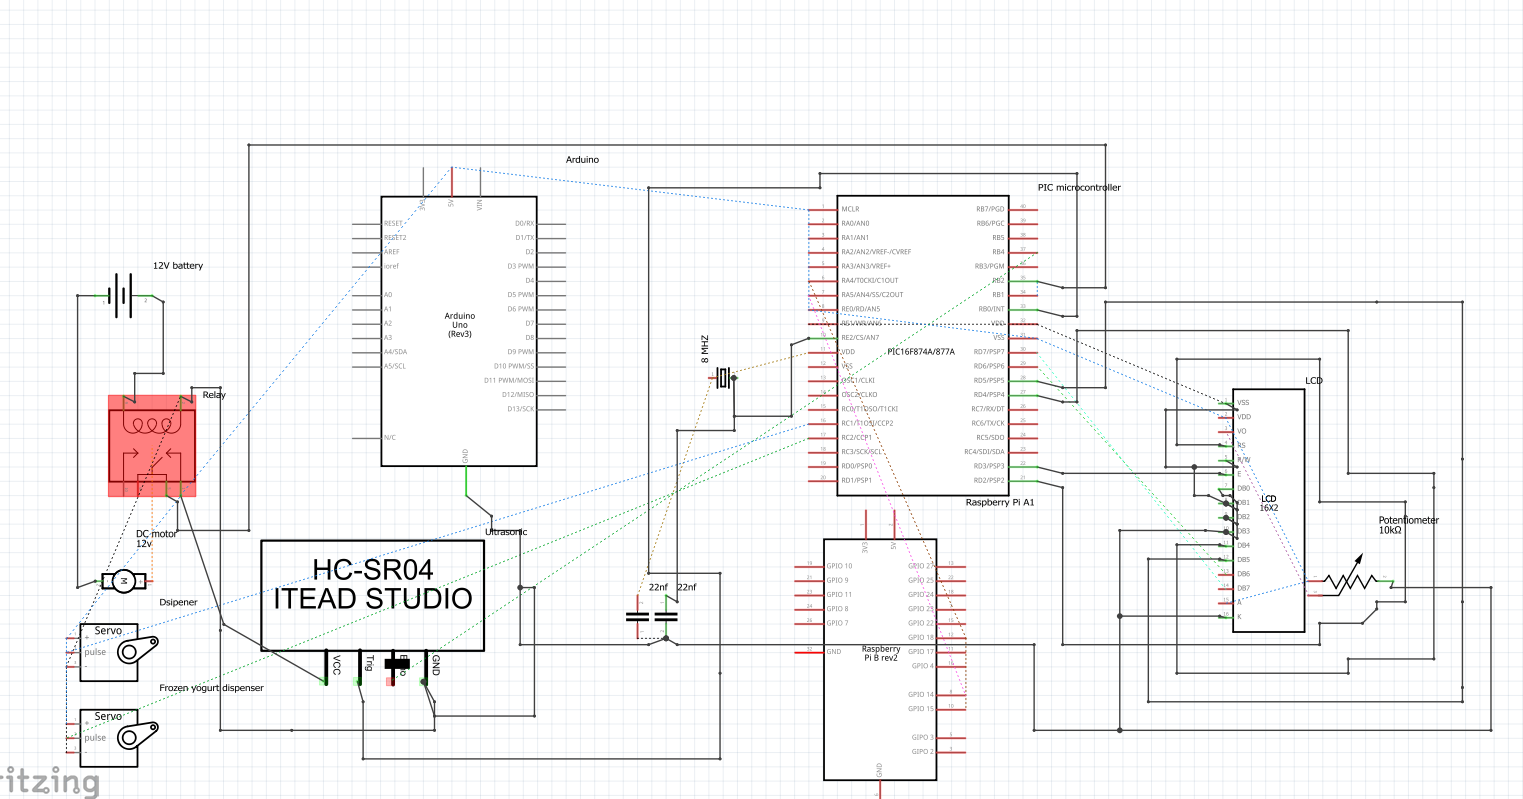 Arduino
3V3
5V
VIN
RESET
RESET2
AREF
ioref
A0
A1
A2
A3
A4/SDA
A5/SCL
N/C
D0/RX
D1/TX
D2
D3 PWM
D4
D5 PWM
D6 PWM
D7
D8
D9 PWM
D10 PWM/SS
D11 PWM/MOSI
D12/MISO
D13/SCK
GND
Arduino
Uno
(Rev3)
12V battery
Relay
DC motor
12v
M
Dsipener
Servo
+
pulse
-
Frozen yogurt dispenser
Servo
+
pulse
-
itzing
Ultrasonic
HC-SR04
ITEAD STUDIO
VCC
Trig
Echo
GND
8 MHZ
22nf
22nf
PIC microcontroller
MCLR
RA0/AN0
RA1/AN1
RA2/AN2/VREF-/CVREF
RA3/AN3/VREF+
RA4/TOCKI/C1OUT
RA5/AN4/SS/C2OUT
RE0/RD/AN5
RE1/WR/AN6
RE2/CS/AN7
VDD
VSS
OSC1/CLKI
OSC2/CLKO
RC0/T1OSO/T1CKI
RC1/T1OSI/CCP2
RC2/CCP1
RC3/SCK/SCL
RD0/PSP0
RD1/PSP1
RB7/PGD
RB6/PGC
RB5
RB4
RB3/PGM
RB2
RB1
RB0/INT
VDD
VSS
RD7/PSP7
RD6/PSP6
RD5/PSP5
RD4/PSP4
RC7/RX/DT
RC6/TX/CK
RC5/SDO
RC4/SDI/SDA
RD3/PSP3
RD2/PSP2
PIC16F874A/877A
Raspberry Pi A1
3V3
5V
GPIO 10
GPIO 9
GPIO 11
GPIO 8
GPIO 7
GND
GPIO 27
GPIO 25
GPIO 24
GPIO 23
GPIO 22
GPIO 18
GPIO 17
GPIO 4
GPIO 14
GPIO 15
GPIO 3
GPIO 2
GND
Raspberry
Pi B rev2
LCD
VSS
VDD
VO
RS
R/W
E
DB0
DB1
DB2
DB3
DB4
DB5
DB6
DB7
A
K
LCD
16X2
Potentiometer
10kΩ